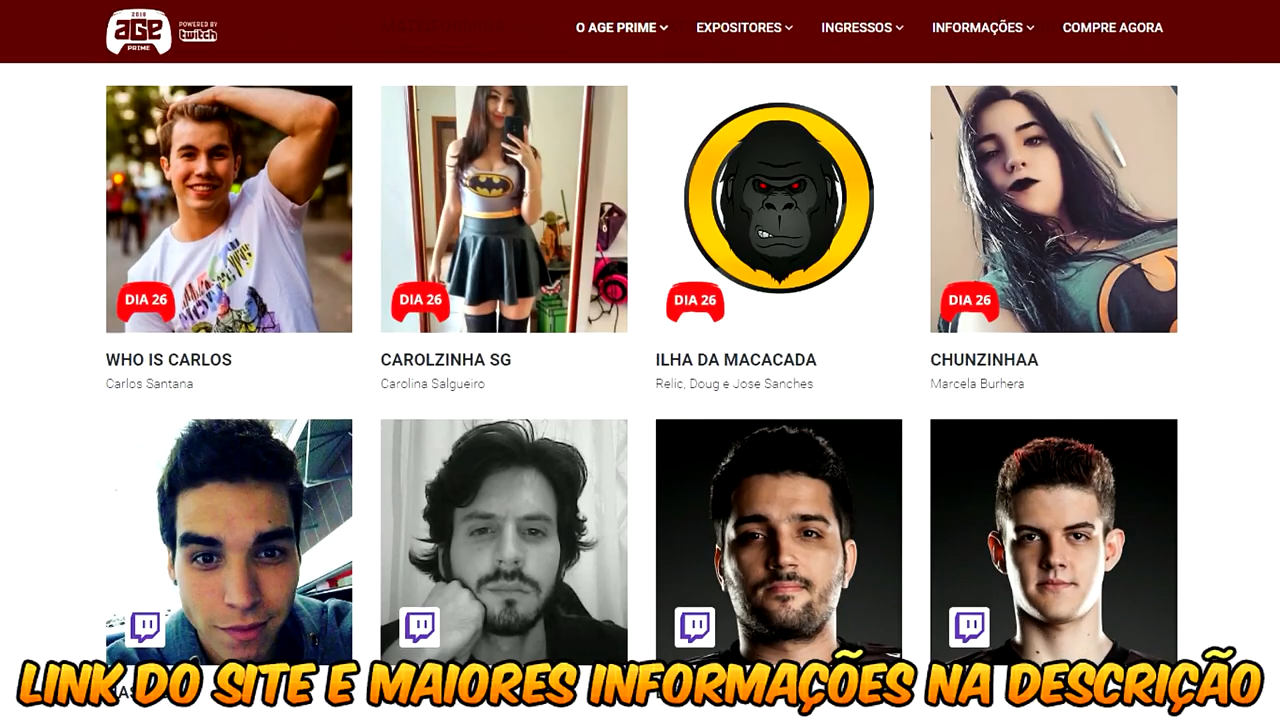 2018
AGE
PRIME
POWERED BY
twitch
O AGE PRIME
EXPOSITORES
INGRESSOS
INFORMAÇÕES
COMPRE AGORA
DIA 26
DIA 26
DIA 26
DIA 26
WHO IS CARLOS
CAROLZINHA SG
ILHA DA MACACADA
CHUNZINHAA
Carlos Santana
Carolina Salgueiro
Relic, Doug e Jose Sanches
Marcela Burhera
LINK DO SITE E MAIORES INFORMAÇÕES NA DESCRIÇÃO